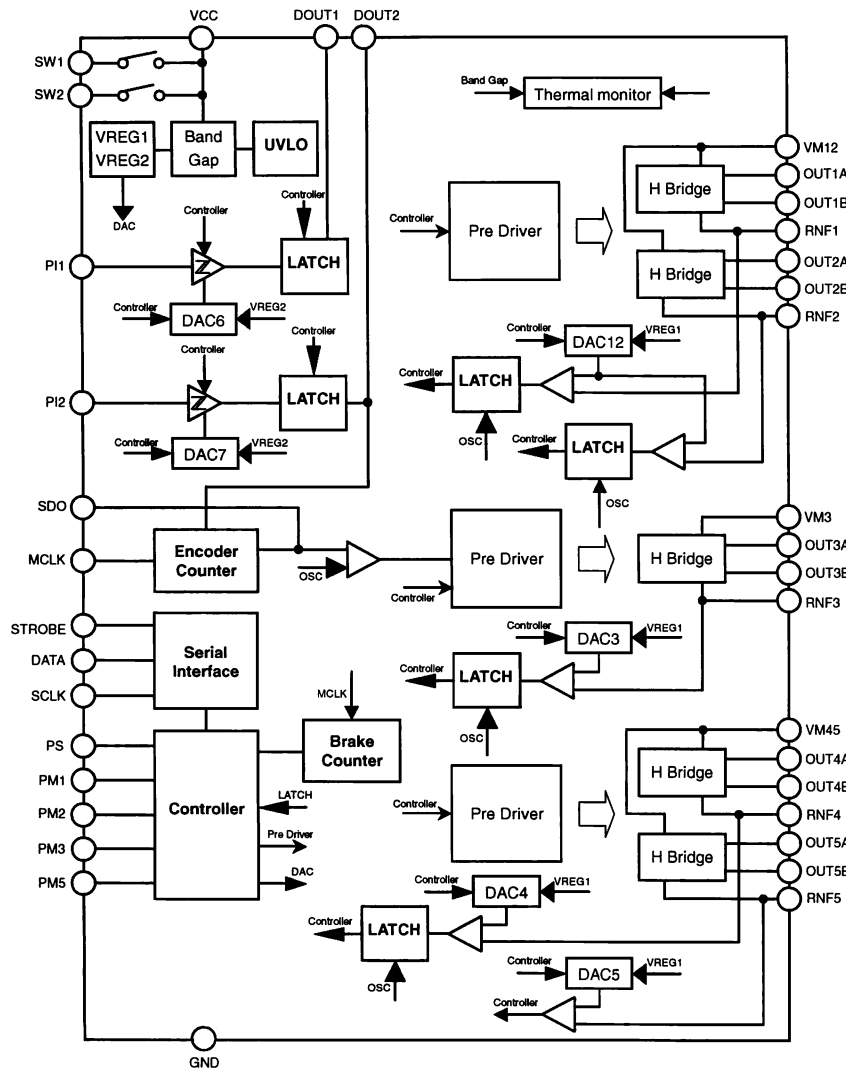 VCC
DOUT1
DOUT2
SW1
SW2
Band Gap
Thermal monitor
VREG1
VREG2
Band
Gap
UVLO
DAC
VM12
OUT1A
OUT1B
H Bridge
RNF1
Controller
Pre Driver
Controller
Controller
PI1
LATCH
OUT2A
OUT2B
H Bridge
RNF2
Controller
DAC6
VREG2
Controller
Controller
DAC12
VREG1
Controller
LATCH
OSC
PI2
LATCH
Controller
DAC7
VREG2
Controller
LATCH
OSC
SDO
MCLK
Encoder
Counter
OSC
Controller
Pre Driver
H Bridge
VM3
OUT3A
OUT3B
RNF3
STROBE
DATA
SCLK
Serial
Interface
Controller
DAC3
VREG1
Controller
LATCH
OSC
MCLK
Brake
Counter
PS
PM1
PM2
PM3
PM5
Controller
LATCH
Pre Driver
DAC
Controller
Pre Driver
VM45
OUT4A
OUT4B
H Bridge
RNF4
OUT5A
OUT5B
H Bridge
RNF5
Controller
DAC4
VREG1
Controller
LATCH
OSC
Controller
DAC5
VREG1
Controller
GND